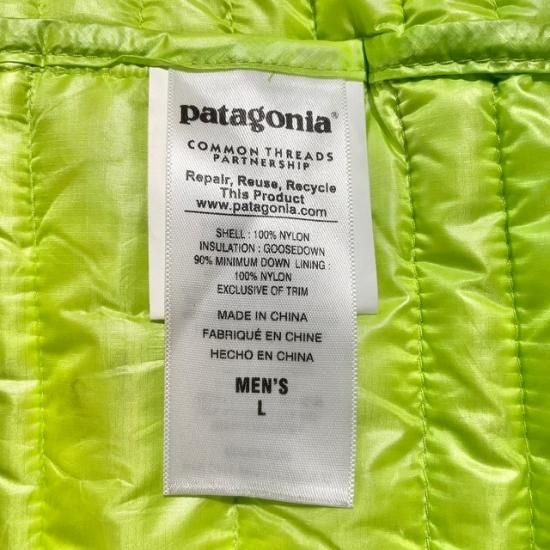 patagonia®
COMMON THREADS
PARTNERSHIP
Repair, Reuse, Recycle
This Product
www.patagonia.com
SHELL : 100% NYLON
INSULATION : GOOSEDOWN
90% MINIMUM DOWN LINING :
100% NYLON
EXCLUSIVE OF TRIM
MADE IN CHINA
FABRIQUÉ EN CHINE
HECHO EN CHINA
MEN'S
L